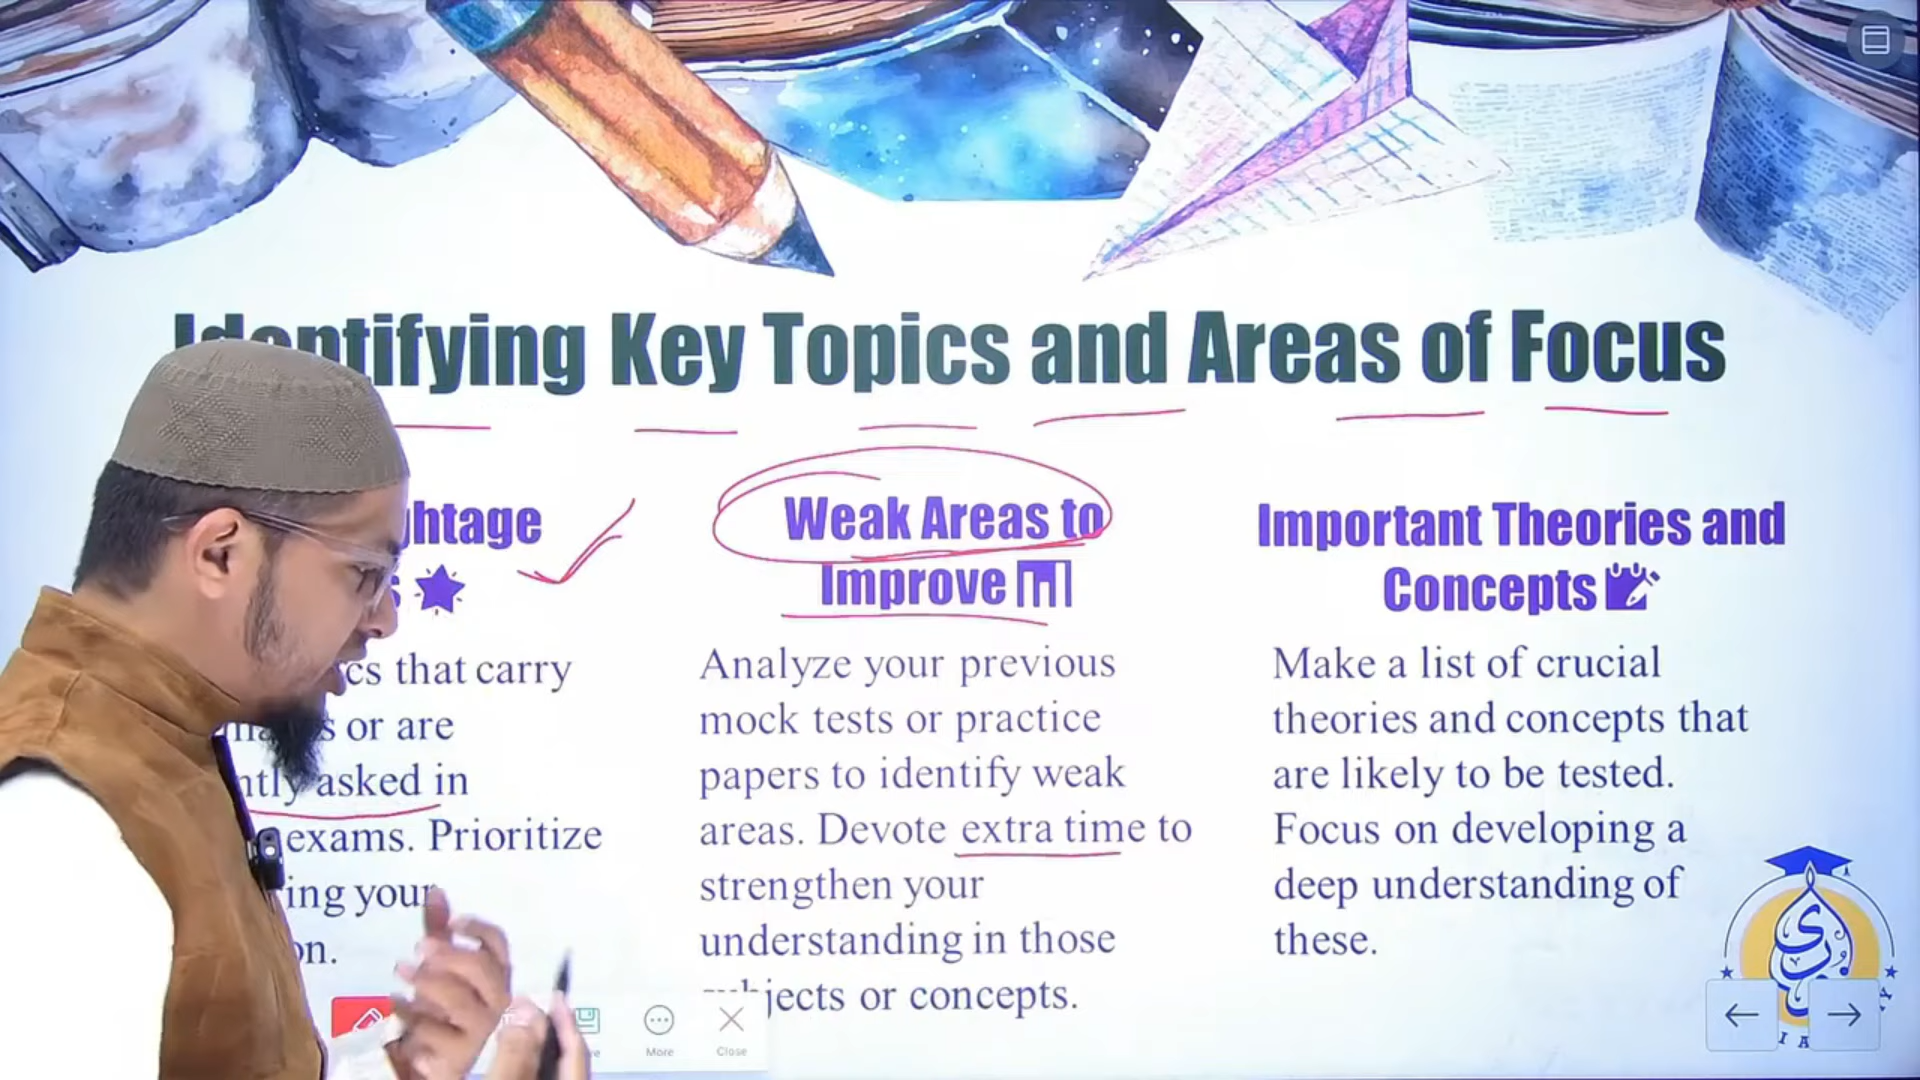 Identifying Key Topics and Areas of Focus
Weak Areas to
Improve
Analyze your previous
mock tests or practice
papers to identify weak
areas. Devote extra time to
strengthen your
understanding in those
jects or concepts.
Important Theories and
Concepts
Make a list of crucial
theories and concepts that
are likely to be tested.
Focus on developing a
deep understanding of
these.
htage
cs that carry
or are
ntly asked in
exams. Prioritize
ing your
on.
More
Close